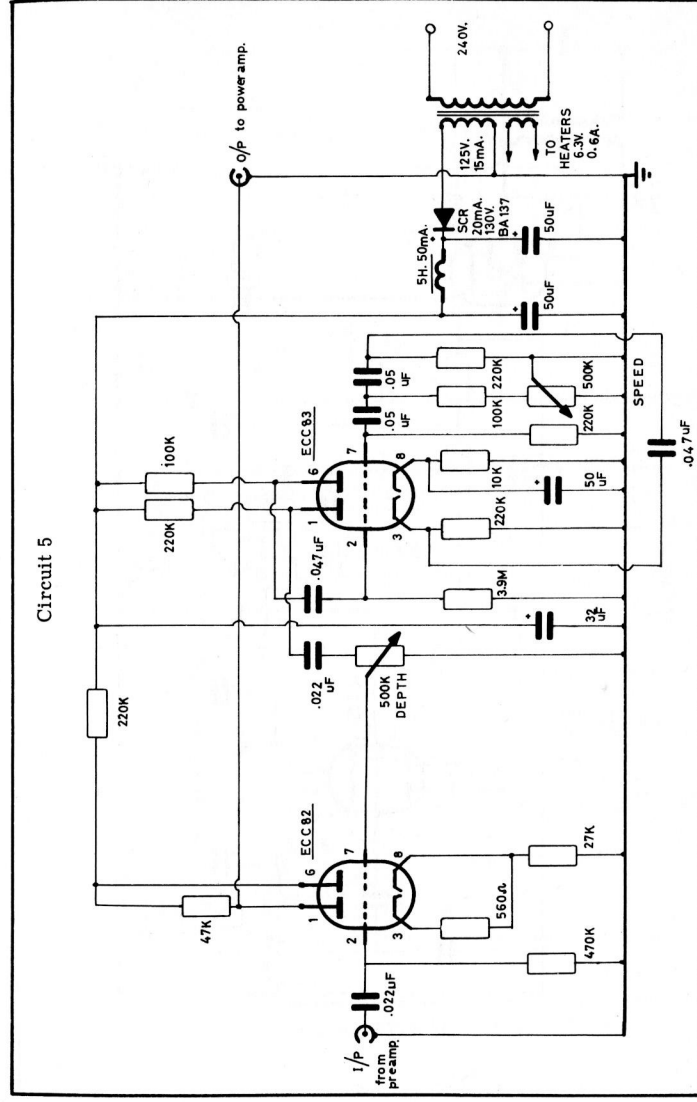 Circuit 5
O/P to power amp.
240V.
125V.
15mA.
TO
HEATERS
6.3V.
0.6A.
SCR
20mA.
130V.
BA137
5H. 50mA.
+
50uF
+
50uF
220K
47K
220K
100K
ECC82
1
6
2
7
3
8
I/P
from
preamp.
.022uF
470K
560Ω
27K
.022
uF
500K
DEPTH
+
32
uF
.047uF
3.9M
ECC83
1
6
2
7
3
8
220K
10K
+
50
uF
.05
uF
.05
uF
220K
100K
220K
500K
SPEED
.047uF